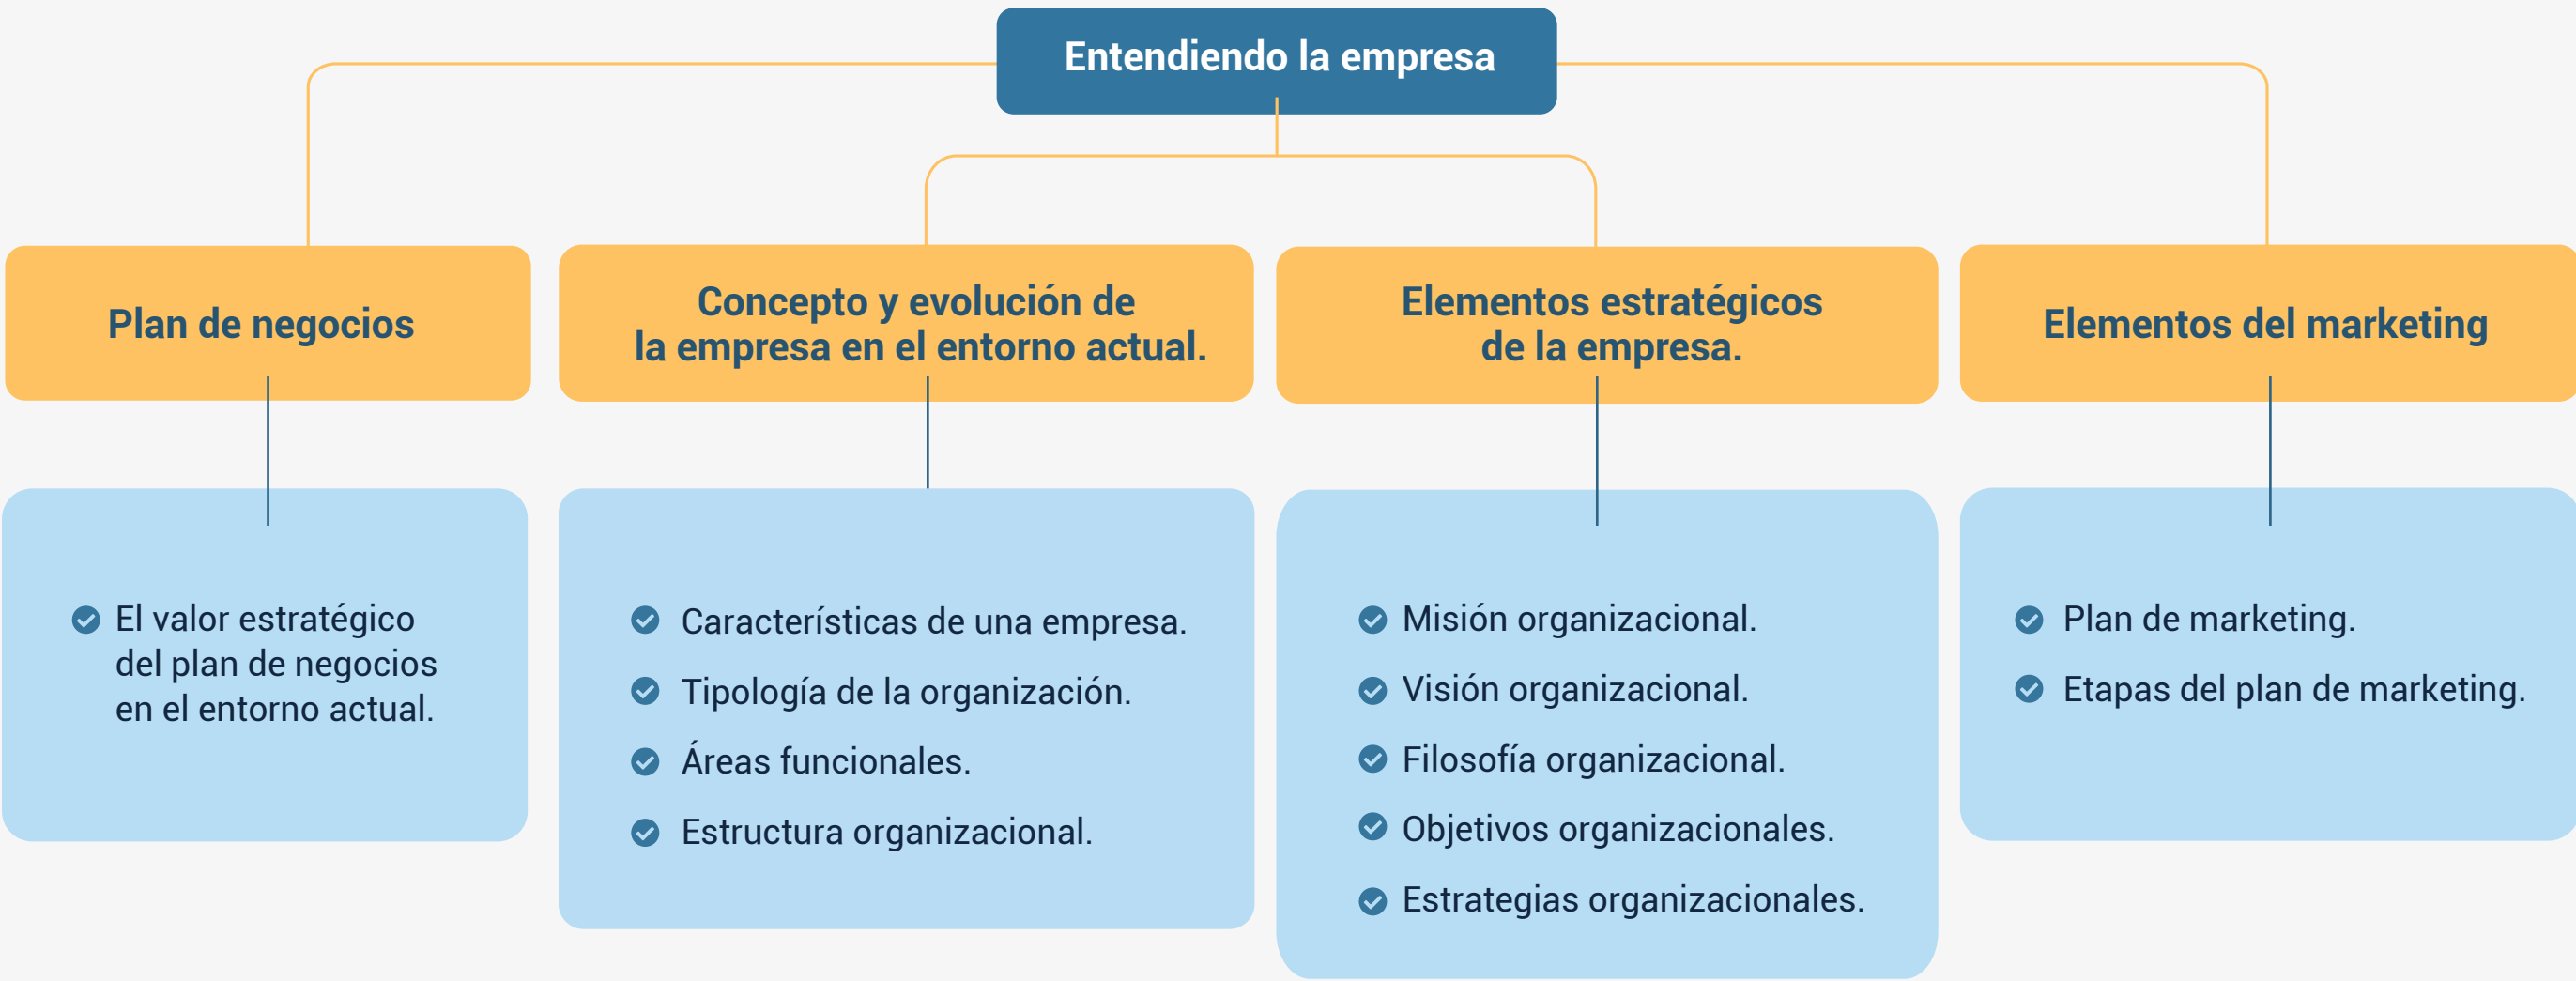 Entendiendo la empresa
Plan de negocios
Concepto y evolución de
la empresa en el entorno actual.
Elementos estratégicos
de la empresa.
Elementos del marketing
El valor estratégico
del plan de negocios
en el entorno actual.
Características de una empresa.
Tipología de la organización.
Áreas funcionales.
Estructura organizacional.
Misión organizacional.
Visión organizacional.
Filosofía organizacional.
Objetivos organizacionales.
Estrategias organizacionales.
Plan de marketing.
Etapas del plan de marketing.